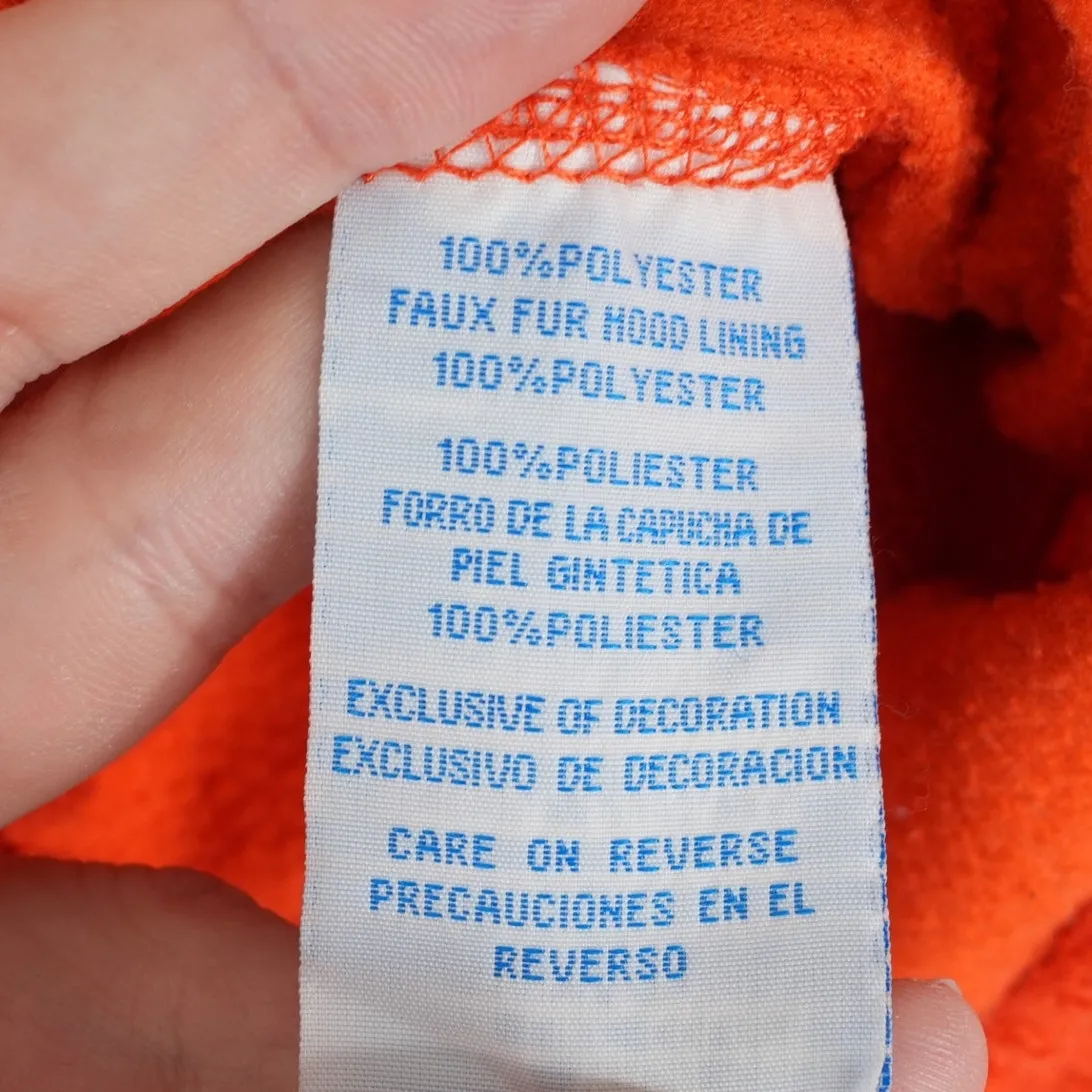 100%POLYESTER
FAUX FUR HOOD LINING
100%POLYESTER
100%POLIESTER
FORRO DE LA CAPUCHA DE
PIEL GINTETICA
100%POLIESTER
EXCLUSIVE OF DECORATION
EXCLUSIVO DE DECORACION
CARE ON REVERSE
PRECAUCIONES EN EL
REVERSO